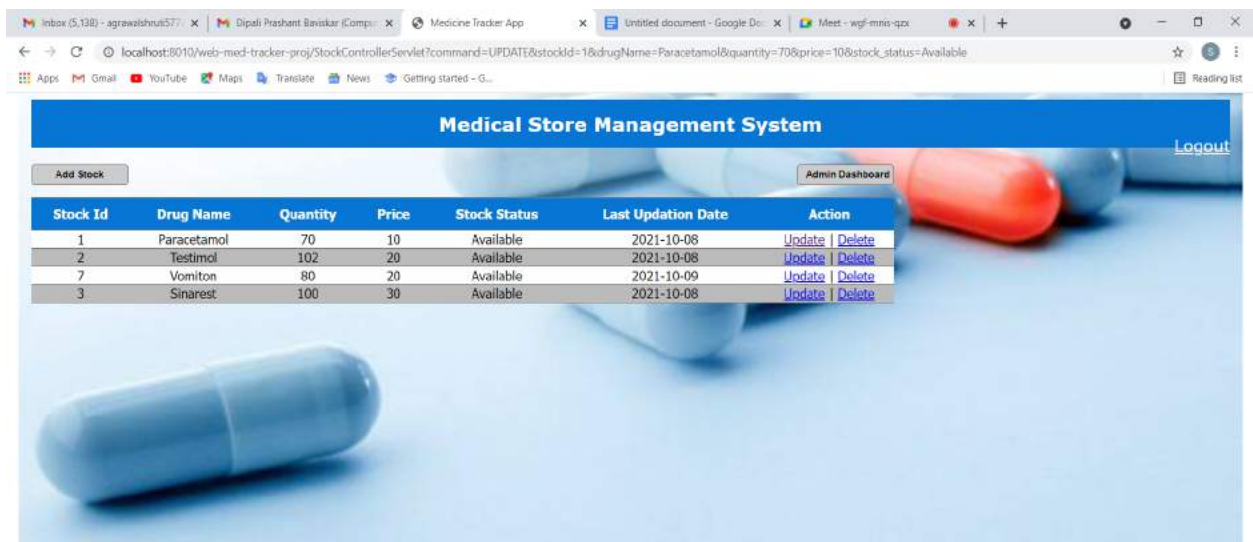 Inbox (5,138) - agrawalshruti577
Dipali Prashant Baviskar (Comp
Medicine Tracker App
Untitled document - Google Do
Meet - wgf-mnis-qzx
localhost:8010/web-med-tracker-proj/StockControllerServlet?command=UPDATE&stockId=1&drugName=Paracetamol&quantity=70&price=10&stock_status=Available
S
Apps Gmail YouTube Maps Translate News Getting started - G... Reading list
Medical Store Management System
Logout
Add Stock Admin Dashboard
Stock Id Drug Name Quantity Price Stock Status Last Updation Date Action
1 Paracetamol 70 10 Available 2021-10-08 Update | Delete
2 Testimol 102 20 Available 2021-10-08 Update | Delete
7 Vomiton 80 20 Available 2021-10-09 Update | Delete
3 Sinarest 100 30 Available 2021-10-08 Update | Delete